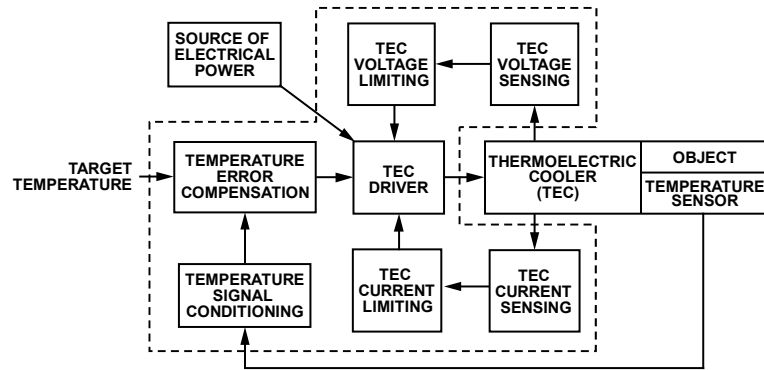 SOURCE OF
ELECTRICAL
POWER
TEC
VOLTAGE
LIMITING
TEC
VOLTAGE
SENSING
TARGET
TEMPERATURE
TEMPERATURE
ERROR
COMPENSATION
TEC
DRIVER
THERMOELECTRIC
COOLER
(TEC)
OBJECT
TEMPERATURE
SENSOR
TEMPERATURE
SIGNAL
CONDITIONING
TEC
CURRENT
LIMITING
TEC
CURRENT
SENSING